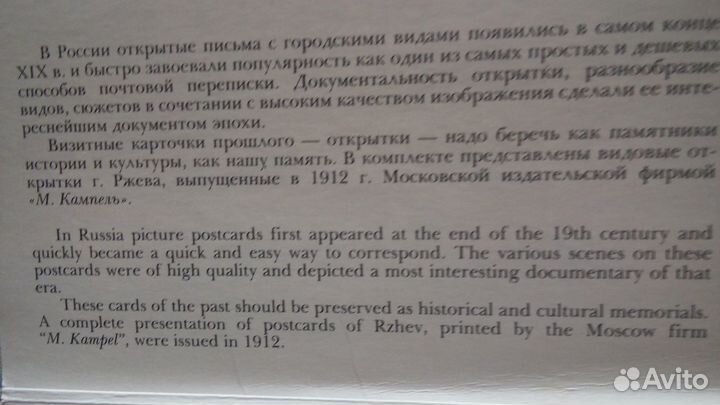 В России открытые письма с городскими видами появились в самом конце
XIX в. и быстро завоевали популярность как один из самых простых и дешевых
способов почтовой переписки. Документальность открытки, разнообразие
видов, сюжетов в сочетании с высоким качеством изображения сделали ее инте-
реснейшим документом эпохи.
Визитные карточки прошлого — открытки — надо беречь как памятники
истории и культуры, как нашу память. В комплекте представлены видовые от-
крытки г. Ржева, выпущенные в 1912 г. Московской издательской фирмой
«М. Кампель».
In Russia picture postcards first appeared at the end of the 19th century and
quickly became a quick and easy way to correspond. The various scenes on these
postcards were of high quality and depicted a most interesting documentary of that
era.
These cards of the past should be preserved as historical and cultural memorials.
A complete presentation of postcards of Rzhev, printed by the Moscow firm
"M. Kampel", were issued in 1912.
Avito